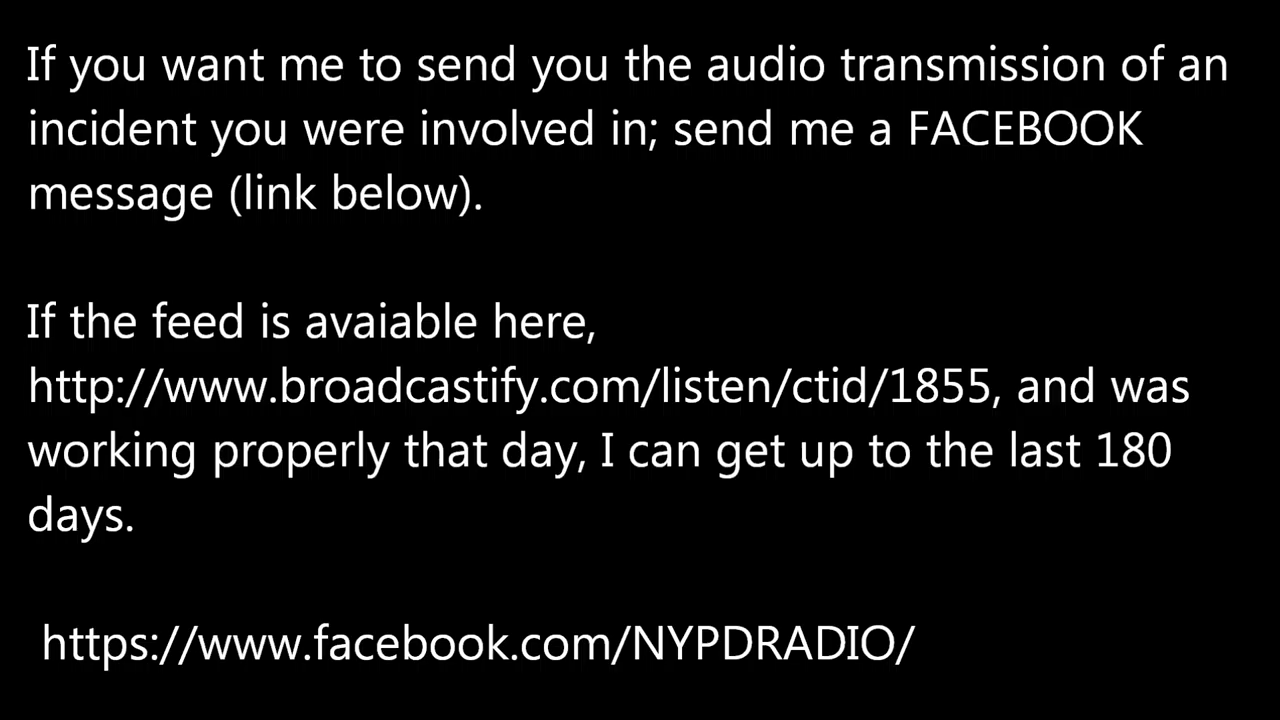 If you want me to send you the audio transmission of an
incident you were involved in; send me a FACEBOOK
message (link below).
If the feed is avaiable here,
http://www.broadcastify.com/listen/ctid/1855, and was
working properly that day, I can get up to the last 180
days.
https://www.facebook.com/NYPDRADIO/